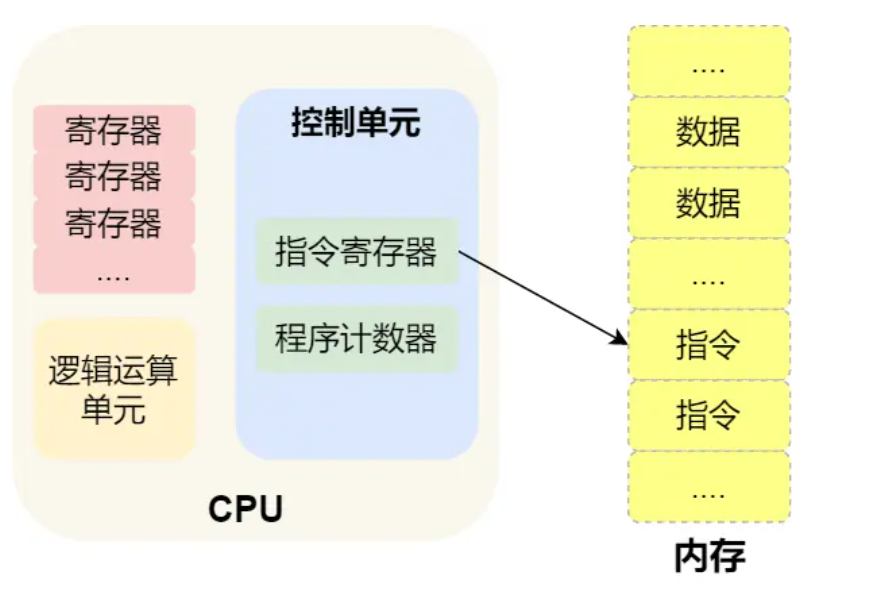 寄存器
寄存器
寄存器
....
逻辑运算
单元
控制单元
指令寄存器
程序计数器
CPU
....
数据
数据
....
指令
指令
....
内存